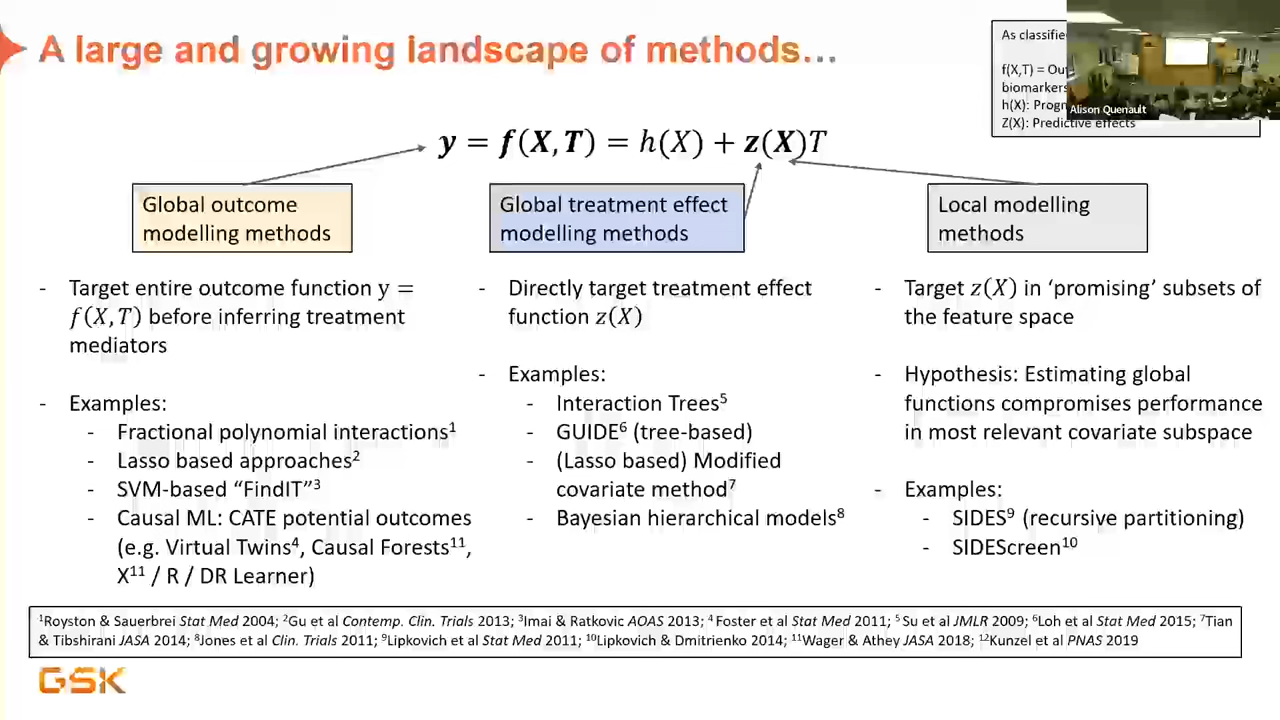 A large and growing landscape of methods...
As classified
f(X,T) = Ou
biomarkers
h(X): Progn
Z(X): Predictive effects
Alison Quenault
y = f(X, T) = h(X) + z(X)T
Global outcome
modelling methods
Global treatment effect
modelling methods
Local modelling
methods
- Target entire outcome function y =
f(X, T) before inferring treatment
mediators
- Examples:
- Fractional polynomial interactions¹
- Lasso based approaches²
- SVM-based “FindIT”³
- Causal ML: CATE potential outcomes
(e.g. Virtual Twins⁴, Causal Forests¹¹,
X¹¹ / R / DR Learner)
- Directly target treatment effect
function z(X)
- Examples:
- Interaction Trees⁵
- GUIDE⁶ (tree-based)
- (Lasso based) Modified
covariate method⁷
- Bayesian hierarchical models⁸
- Target z(X) in ‘promising’ subsets of
the feature space
- Hypothesis: Estimating global
functions compromises performance
in most relevant covariate subspace
- Examples:
- SIDES⁹ (recursive partitioning)
- SIDEScreen¹⁰
¹Royston & Sauerbrei Stat Med 2004; ²Gu et al Contemp. Clin. Trials 2013; ³Imai & Ratkovic AOAS 2013; ⁴Foster et al Stat Med 2011; ⁵Su et al JMLR 2009; ⁶Loh et al Stat Med 2015; ⁷Tian
& Tibshirani JASA 2014; ⁸Jones et al Clin. Trials 2011; ⁹Lipkovich et al Stat Med 2011; ¹⁰Lipkovich & Dmitrienko 2014; ¹¹Wager & Athey JASA 2018; ¹²Kunzel et al PNAS 2019
GSK